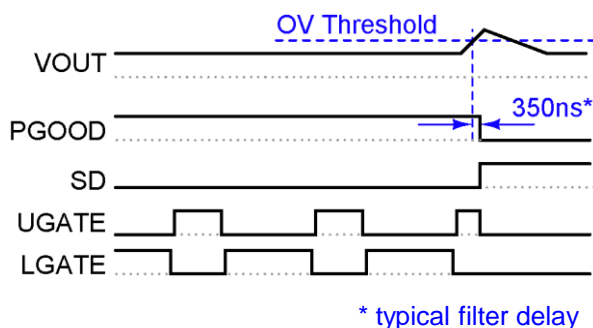 OV Threshold
VOUT
350ns*
PGOOD
SD
UGATE
LGATE
* typical filter delay